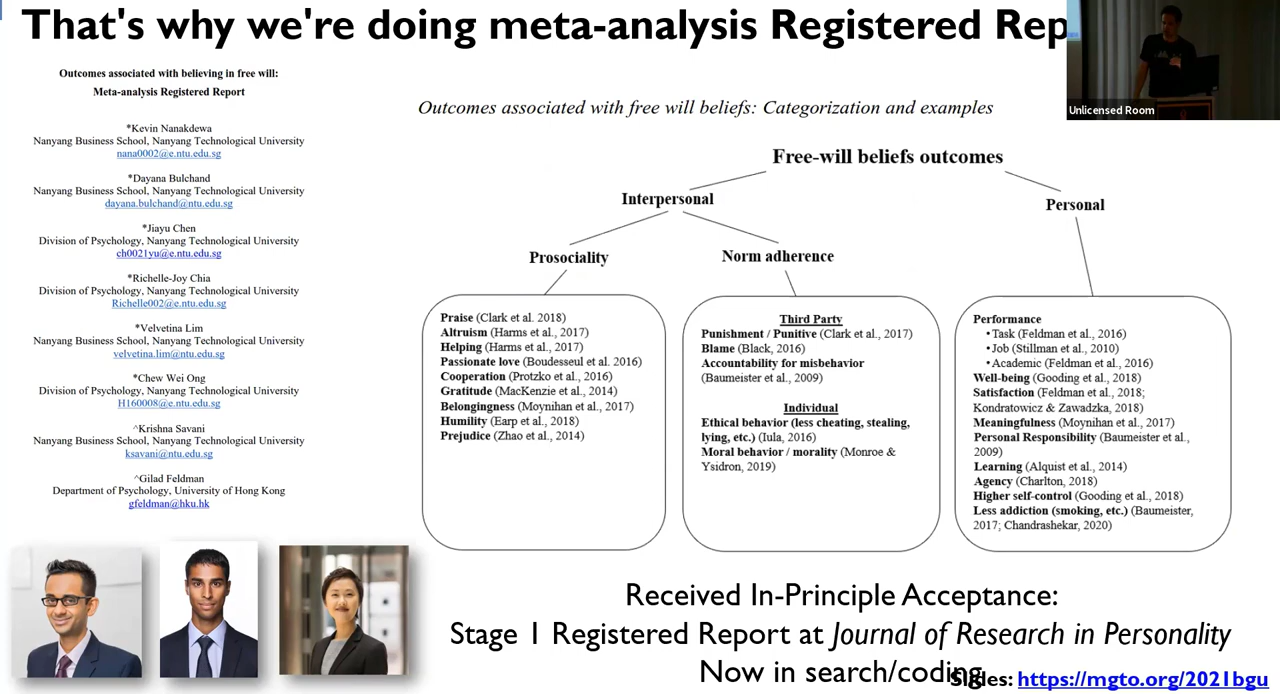 That's why we're doing meta-analysis Registered Rep
Unlicensed Room
Outcomes associated with believing in free will:
Meta-analysis Registered Report
*Kevin Nanakdewa
Nanyang Business School, Nanyang Technological University
nana0002@e.ntu.edu.sg
*Dayana Bulchand
Nanyang Business School, Nanyang Technological University
dayana.bulchand@ntu.edu.sg
*Jiayu Chen
Division of Psychology, Nanyang Technological University
ch0021yu@e.ntu.edu.sg
*Richelle-Joy Chia
Division of Psychology, Nanyang Technological University
Richelle002@e.ntu.edu.sg
*Velvetina Lim
Nanyang Business School, Nanyang Technological University
velvetina.lim@ntu.edu.sg
*Chew Wei Ong
Division of Psychology, Nanyang Technological University
H160008@e.ntu.edu.sg
^Krishna Savani
Nanyang Business School, Nanyang Technological University
ksavani@ntu.edu.sg
^Gilad Feldman
Department of Psychology, University of Hong Kong
gfeldman@hku.hk
Outcomes associated with free will beliefs: Categorization and examples
Free-will beliefs outcomes
Interpersonal
Personal
Prosociality
Norm adherence
Praise (Clark et al. 2018)
Altruism (Harms et al., 2017)
Helping (Harms et al., 2017)
Passionate love (Boudesseul et al. 2016)
Cooperation (Protzko et al., 2016)
Gratitude (MacKenzie et al., 2014)
Belongingness (Moynihan et al., 2017)
Humility (Earp et al., 2018)
Prejudice (Zhao et al., 2014)
Third Party
Punishment / Punitive (Clark et al., 2017)
Blame (Black, 2016)
Accountability for misbehavior
(Baumeister et al., 2009)
Individual
Ethical behavior (less cheating, stealing,
lying, etc.) (Iula, 2016)
Moral behavior / morality (Monroe &
Ysidron, 2019)
Performance
• Task (Feldman et al., 2016)
• Job (Stillman et al., 2010)
• Academic (Feldman et al., 2016)
Well-being (Gooding et al., 2018)
Satisfaction (Feldman et al., 2018;
Kondratowicz & Zawadzka, 2018)
Meaningfulness (Moynihan et al., 2017)
Personal Responsibility (Baumeister et al.,
2009)
Learning (Alquist et al., 2014)
Agency (Charlton, 2018)
Higher self-control (Gooding et al., 2018)
Less addiction (smoking, etc.) (Baumeister,
2017; Chandrashekar, 2020)
Received In-Principle Acceptance:
Stage 1 Registered Report at Journal of Research in Personality
Now in search/coding
Slides: https://mgto.org/2021bgu